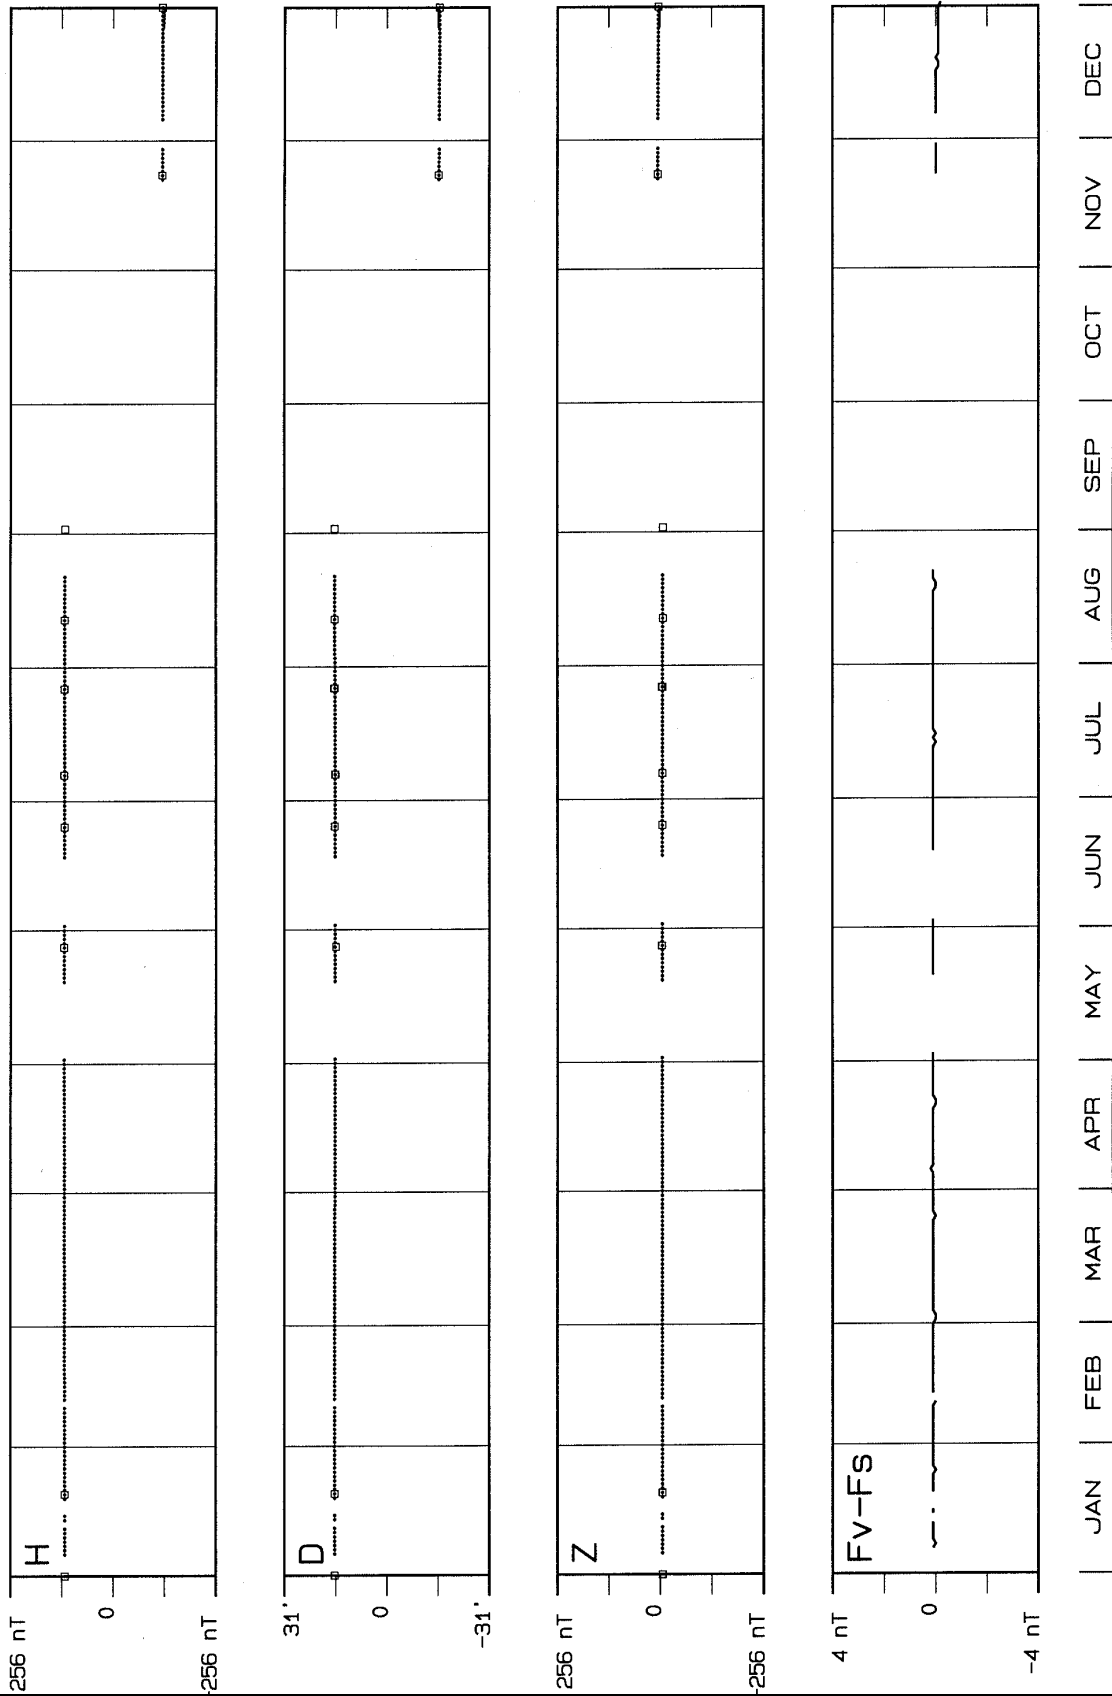 H
256 nT
0
-256 nT
D
31'
0
-31'
Z
256 nT
0
-256 nT
Fv-Fs
4 nT
0
-4 nT
JAN FEB MAR APR MAY JUN JUL AUG SEP OCT NOV DEC